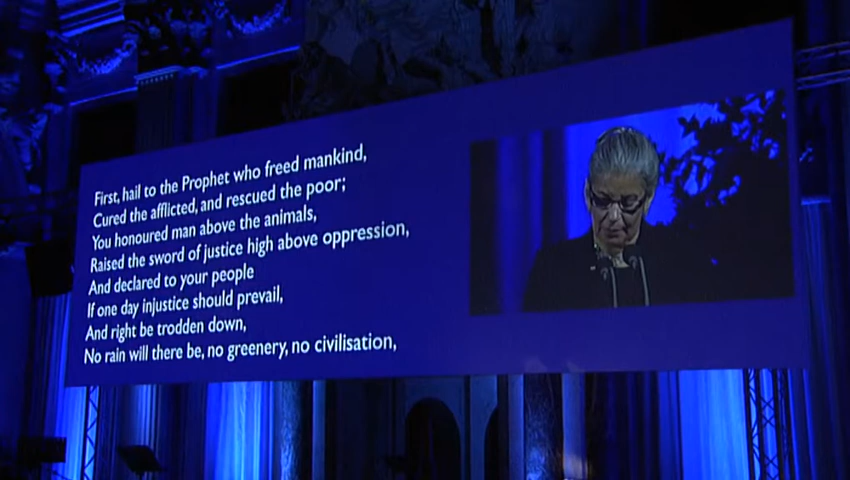 First, hail to the Prophet who freed mankind,
Cured the afflicted, and rescued the poor;
You honoured man above the animals,
Raised the sword of justice high above oppression,
And declared to your people
If one day injustice should prevail,
And right be trodden down,
No rain will there be, no greenery, no civilisation,